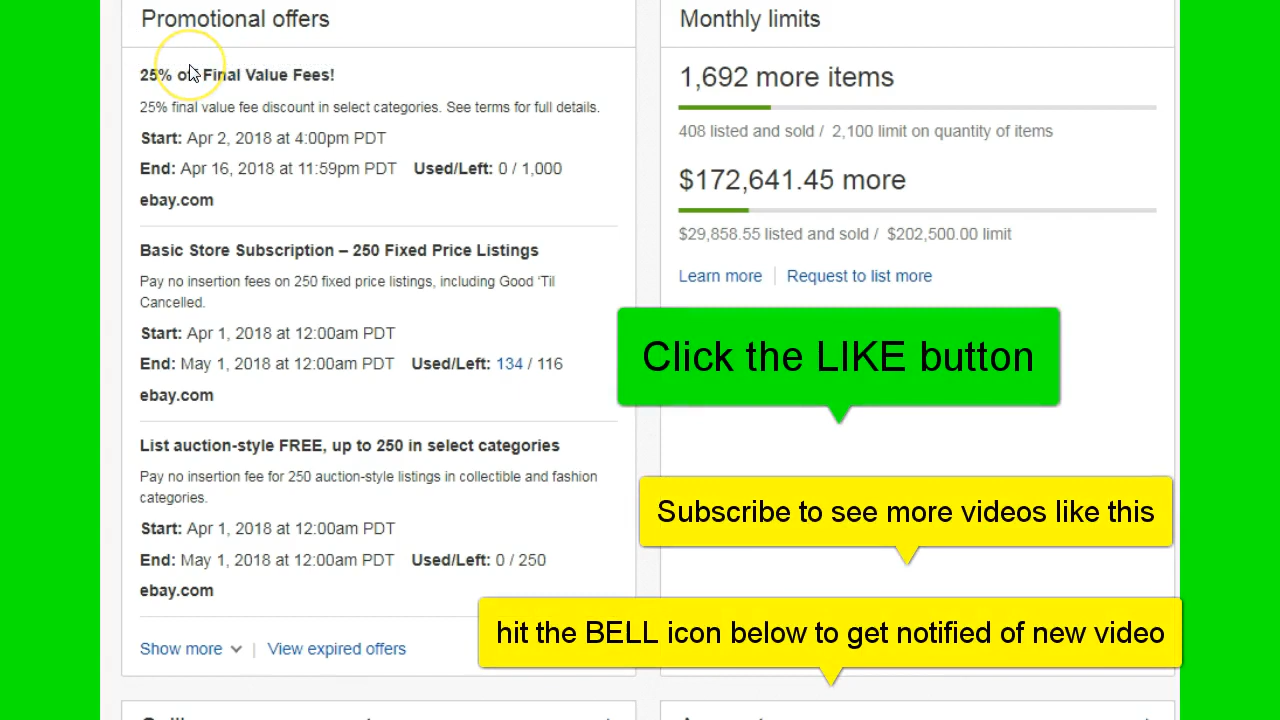 Promotional offers
25% off Final Value Fees!
25% final value fee discount in select categories. See terms for full details.
Start: Apr 2, 2018 at 4:00pm PDT
End: Apr 16, 2018 at 11:59pm PDT Used/Left: 0 / 1,000
ebay.com
Basic Store Subscription – 250 Fixed Price Listings
Pay no insertion fees on 250 fixed price listings, including Good 'Til
Cancelled.
Start: Apr 1, 2018 at 12:00am PDT
End: May 1, 2018 at 12:00am PDT Used/Left: 134 / 116
ebay.com
List auction-style FREE, up to 250 in select categories
Pay no insertion fee for 250 auction-style listings in collectible and fashion
categories.
Start: Apr 1, 2018 at 12:00am PDT
End: May 1, 2018 at 12:00am PDT Used/Left: 0 / 250
ebay.com
Show more | View expired offers
Monthly limits
1,692 more items
408 listed and sold / 2,100 limit on quantity of items
$172,641.45 more
$29,858.55 listed and sold / $202,500.00 limit
Learn more | Request to list more
Click the LIKE button
Subscribe to see more videos like this
hit the BELL icon below to get notified of new video